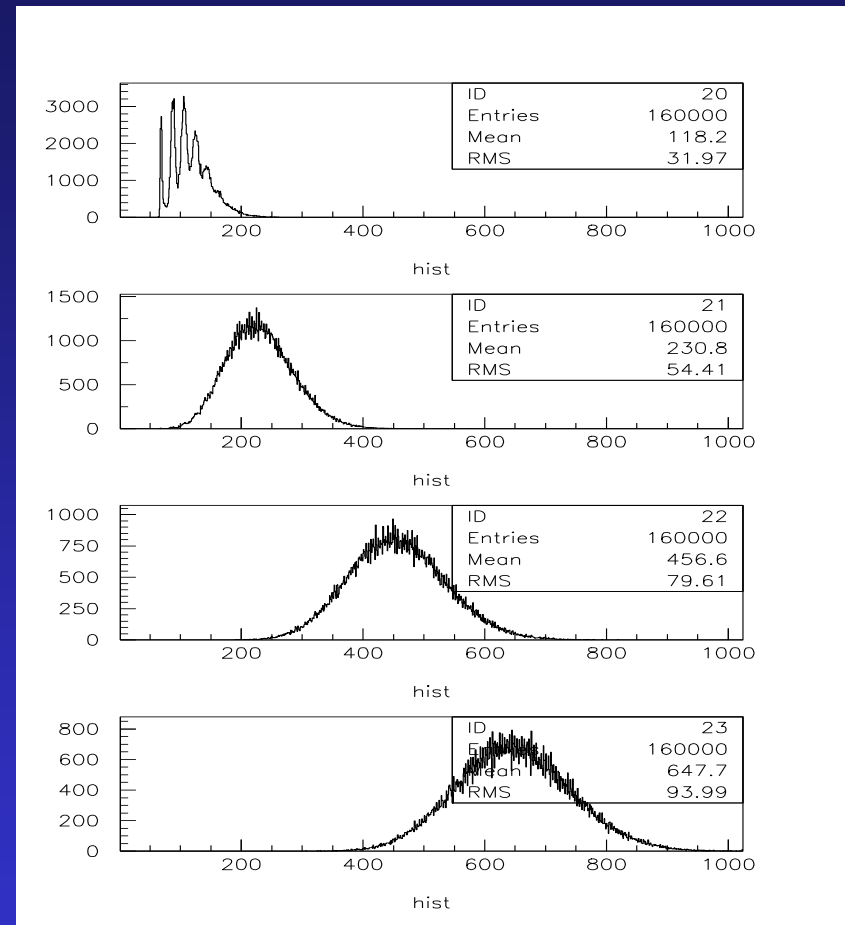 ID 20
Entries 160000
Mean 118.2
RMS 31.97
3000
2000
1000
0
200 400 600 800 1000
hist
ID 21
Entries 160000
Mean 230.8
RMS 54.41
1500
1000
500
0
200 400 600 800 1000
hist
ID 22
Entries 160000
Mean 456.6
RMS 79.61
1000
750
500
250
0
200 400 600 800 1000
hist
ID 23
Entries 160000
Mean 647.7
RMS 93.99
800
600
400
200
0
200 400 600 800 1000
hist